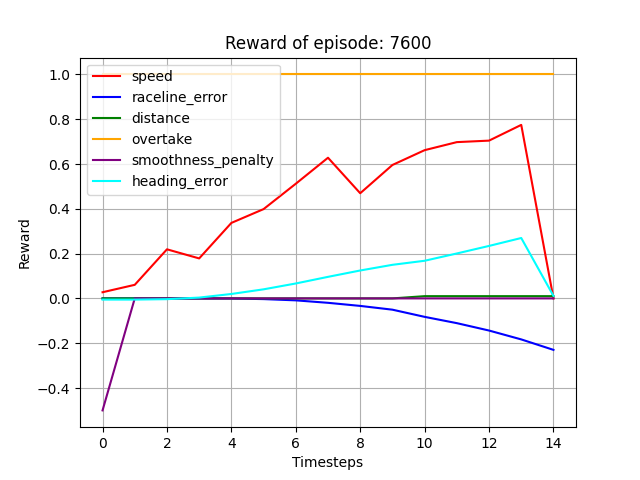 Reward of episode: 7600
speed
raceline_error
distance
overtake
smoothness_penalty
heading_error
1.0
0.8
0.6
0.4
0.2
0.0
−0.2
−0.4
Reward
0 2 4 6 8 10 12 14
Timesteps